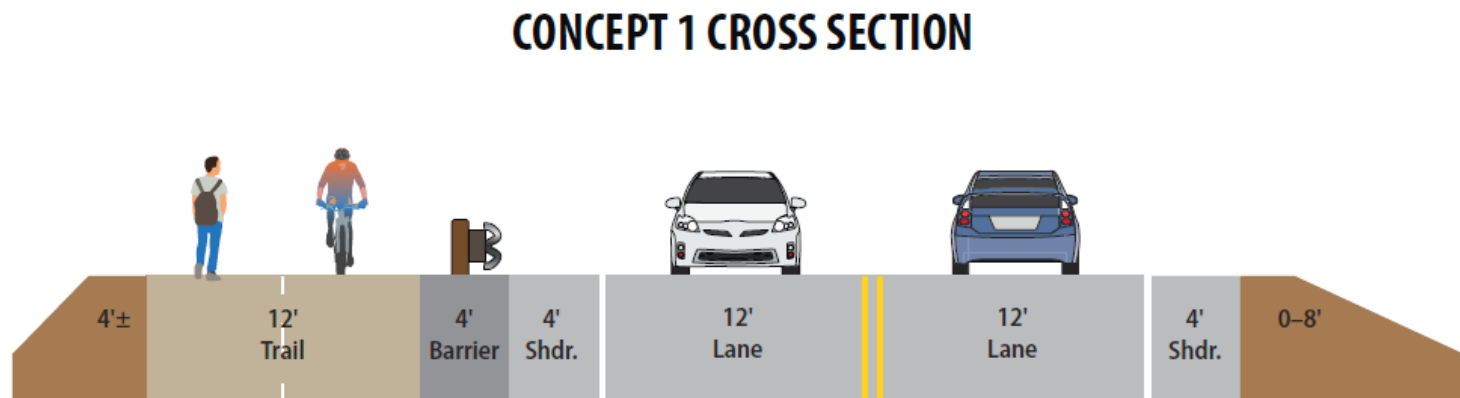 CONCEPT 1 CROSS SECTION
4'±
12'
Trail
4'
Barrier
4'
Shdr.
12'
Lane
12'
Lane
4'
Shdr.
0–8'